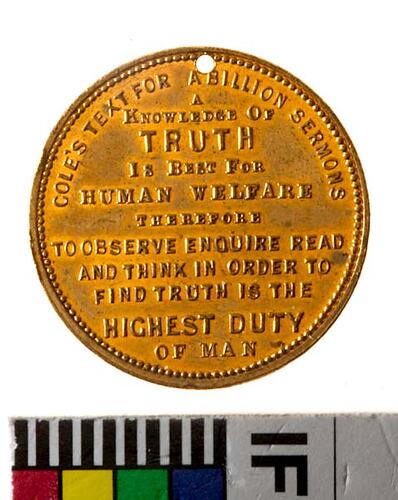 COLE'S TEXT FOR A BILLION SERMONS
A
KNOWLEDGE OF
TRUTH
IS BEST FOR
HUMAN WELFARE
THEREFORE
TO OBSERVE ENQUIRE READ
AND THINK IN ORDER TO
FIND TRUTH IS THE
HIGHEST DUTY
OF MAN
IF